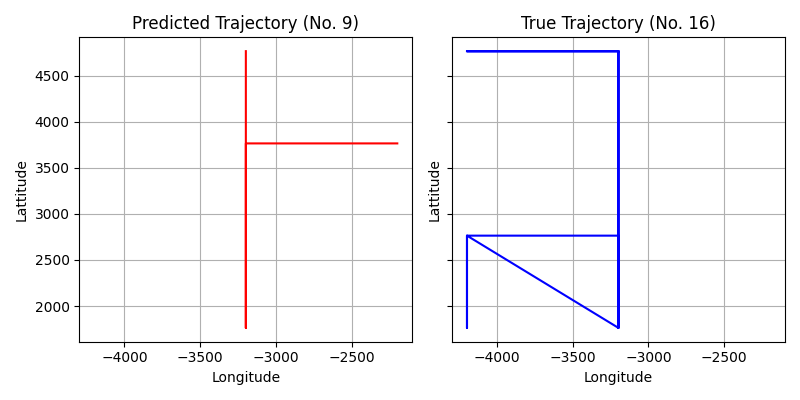 Predicted Trajectory (No. 9)
True Trajectory (No. 16)
Lattitude
4500
4000
3500
3000
2500
2000
−4000 −3500 −3000 −2500
Longitude
Lattitude
−4000 −3500 −3000 −2500
Longitude